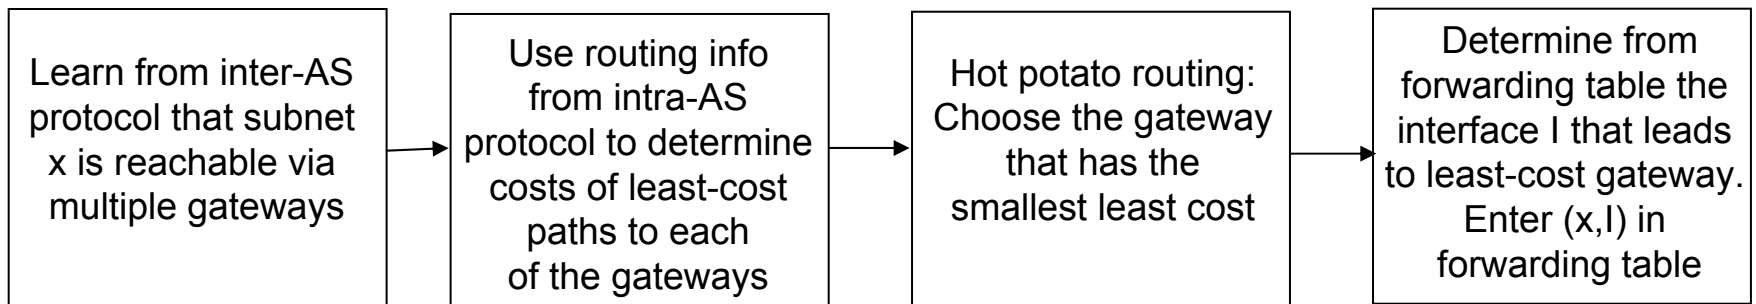 Learn from inter-AS
protocol that subnet
x is reachable via
multiple gateways
Use routing info
from intra-AS
protocol to determine
costs of least-cost
paths to each
of the gateways
Hot potato routing:
Choose the gateway
that has the
smallest least cost
Determine from
forwarding table the
interface I that leads
to least-cost gateway.
Enter (x,I) in
forwarding table